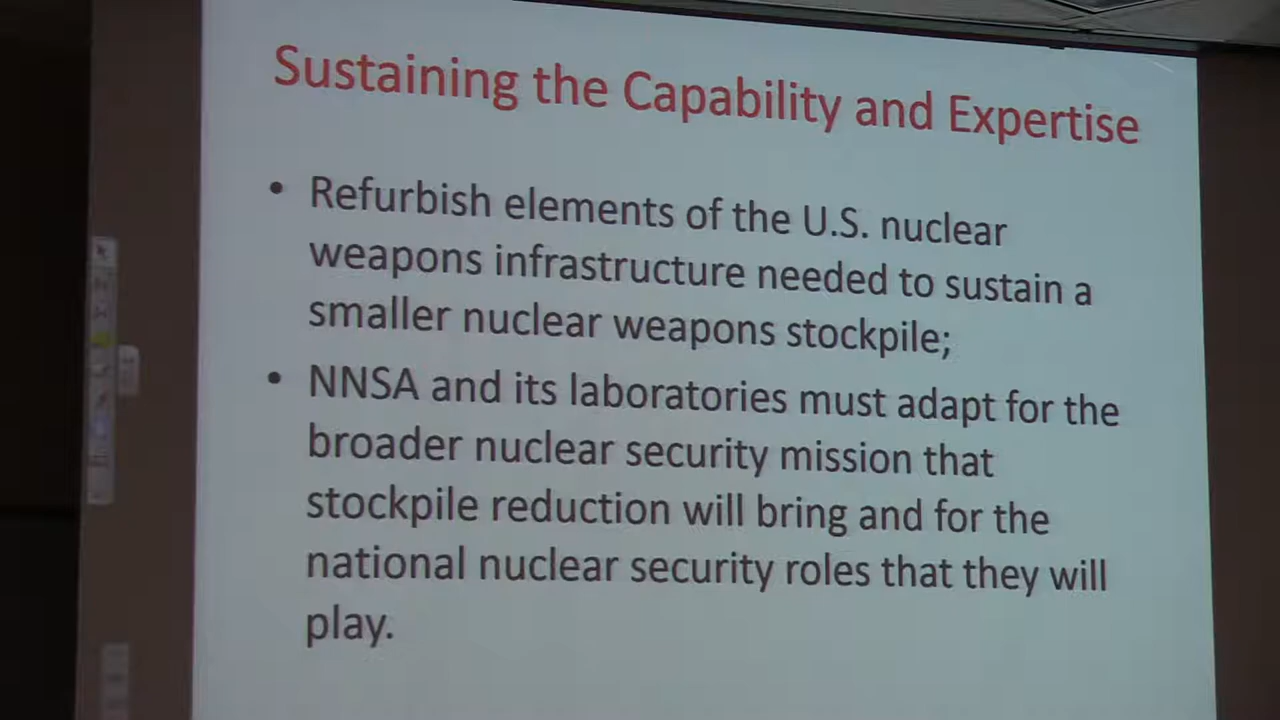 Sustaining the Capability and Expertise
• Refurbish elements of the U.S. nuclear
weapons infrastructure needed to sustain a
smaller nuclear weapons stockpile;
• NNSA and its laboratories must adapt for the
broader nuclear security mission that
stockpile reduction will bring and for the
national nuclear security roles that they will
play.